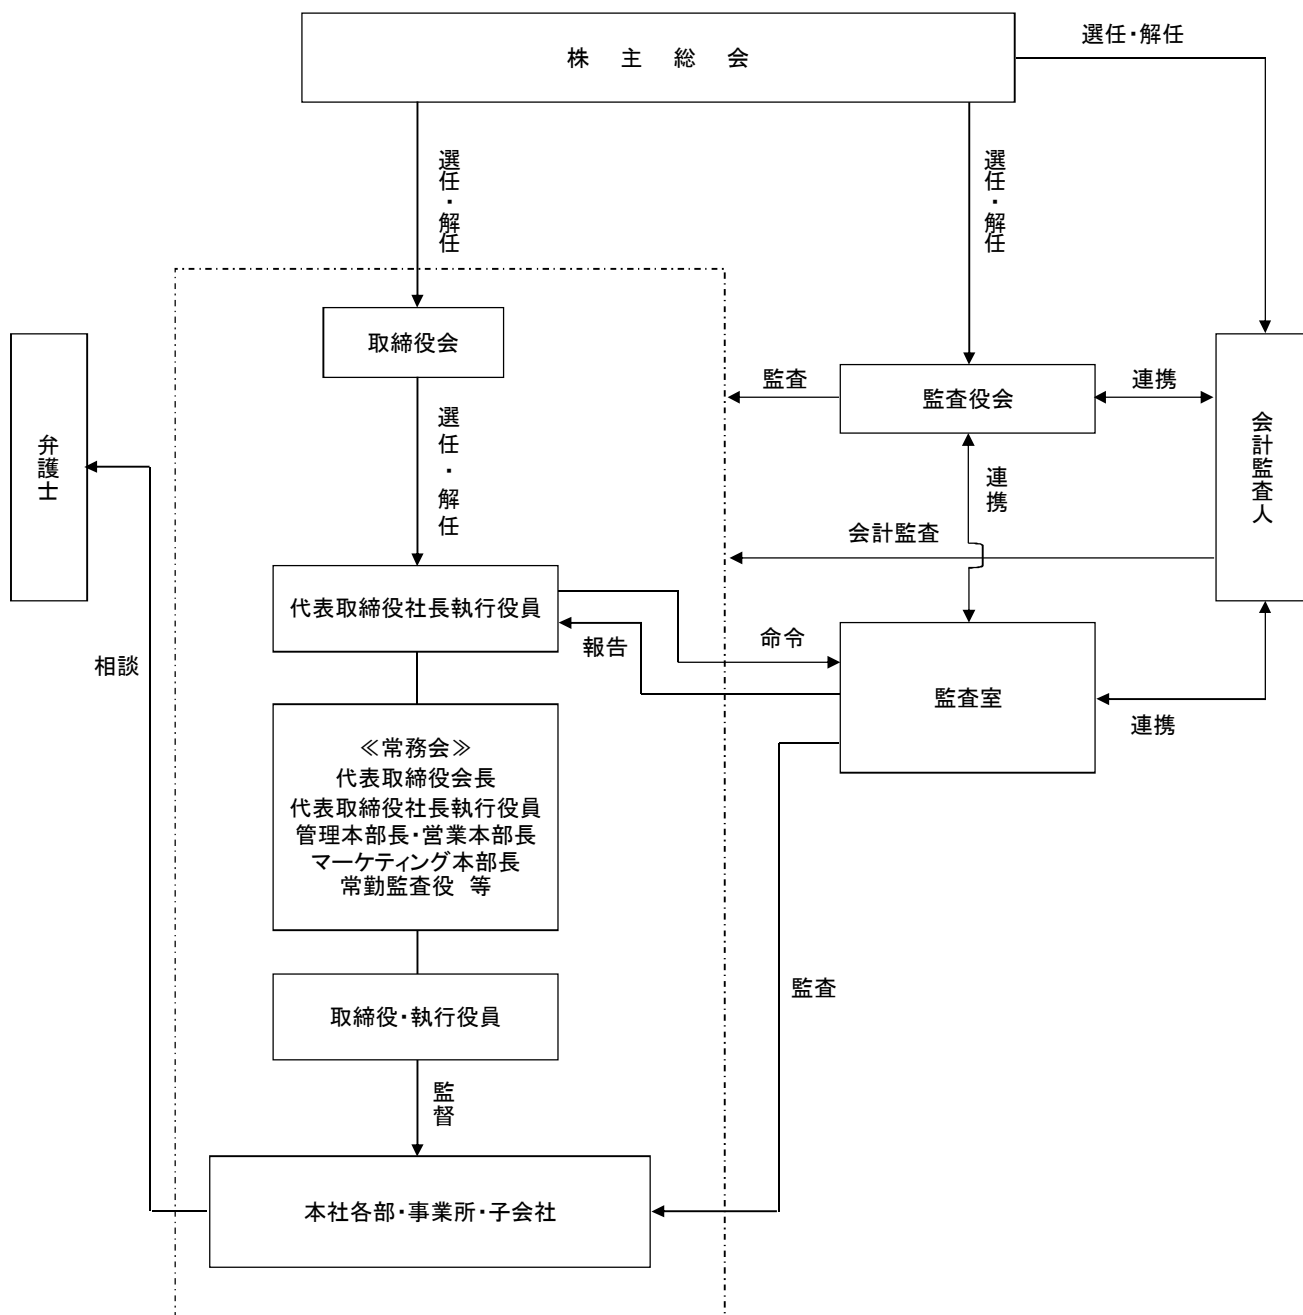 株 主 総 会
選任・解任
選任・解任
選任・解任
取締役会
監査
監査役会
連携
会計監査人
弁護士
選任・解任
連携
会計監査
代表取締役社長執行役員
報告
命令
相談
監査室
連携
≪常務会≫
代表取締役会長
代表取締役社長執行役員
管理本部長・営業本部長
マーケティング本部長
常勤監査役 等
監査
取締役・執行役員
監督
本社各部・事業所・子会社